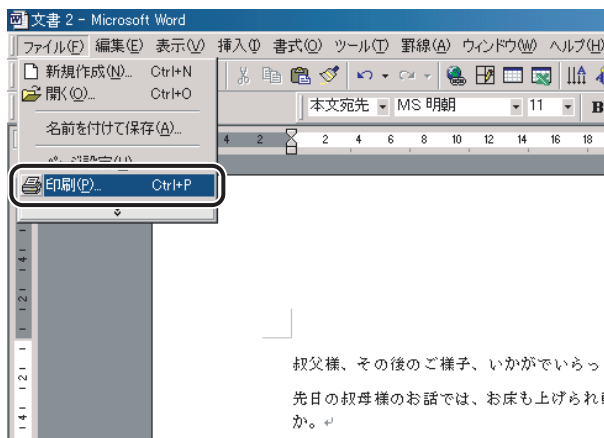 文書 2 - Microsoft Word
ファイル(F) 編集(E) 表示(V) 挿入(I) 書式(O) ツール(T) 罫線(A) ウィンドウ(W) ヘルプ(H)
新規作成(N)... Ctrl+N
開く(O)... Ctrl+O
本文宛先 MS 明朝 11 B
名前を付けて保存(A)...
4 2 2 4 6 8 10 12 14 16 18
ページ設定(U)...
印刷(P)... Ctrl+P
叔父様、その後のご様子、いかがでいらっ
先日の叔母様のお話では、お床も上げられ
か。